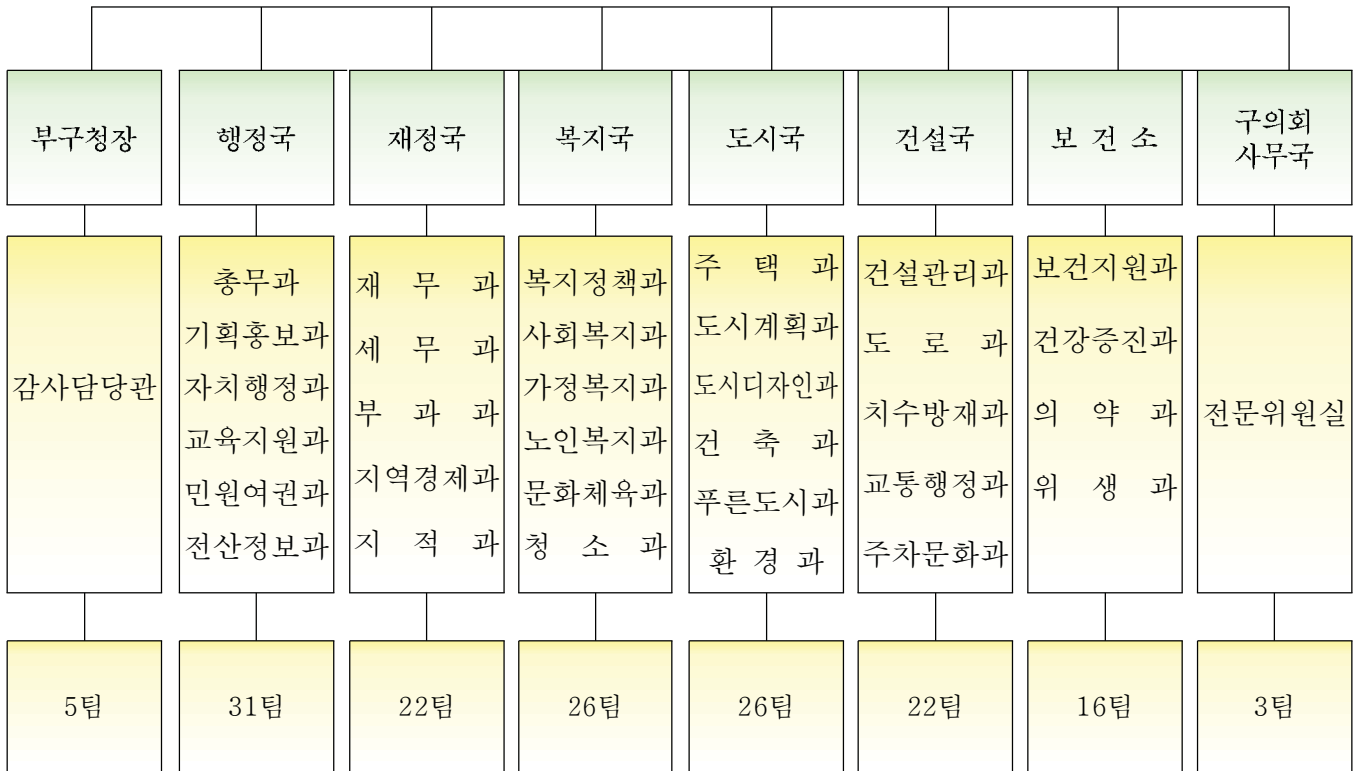 부구청장
행정국
재정국
복지국
도시국
건설국
보 건 소
구의회
사무국
감사담당관
총무과
기획홍보과
자치행정과
교육지원과
민원여권과
전산정보과
재 무 과
세 무 과
부 과 과
지역경제과
지 적 과
복지정책과
사회복지과
가정복지과
노인복지과
문화체육과
청 소 과
주 택 과
도시계획과
도시디자인과
건 축 과
푸른도시과
환 경 과
건설관리과
도 로 과
치수방재과
교통행정과
주차문화과
보건지원과
건강증진과
의 약 과
위 생 과
전문위원실
5팀
31팀
22팀
26팀
26팀
22팀
16팀
3팀